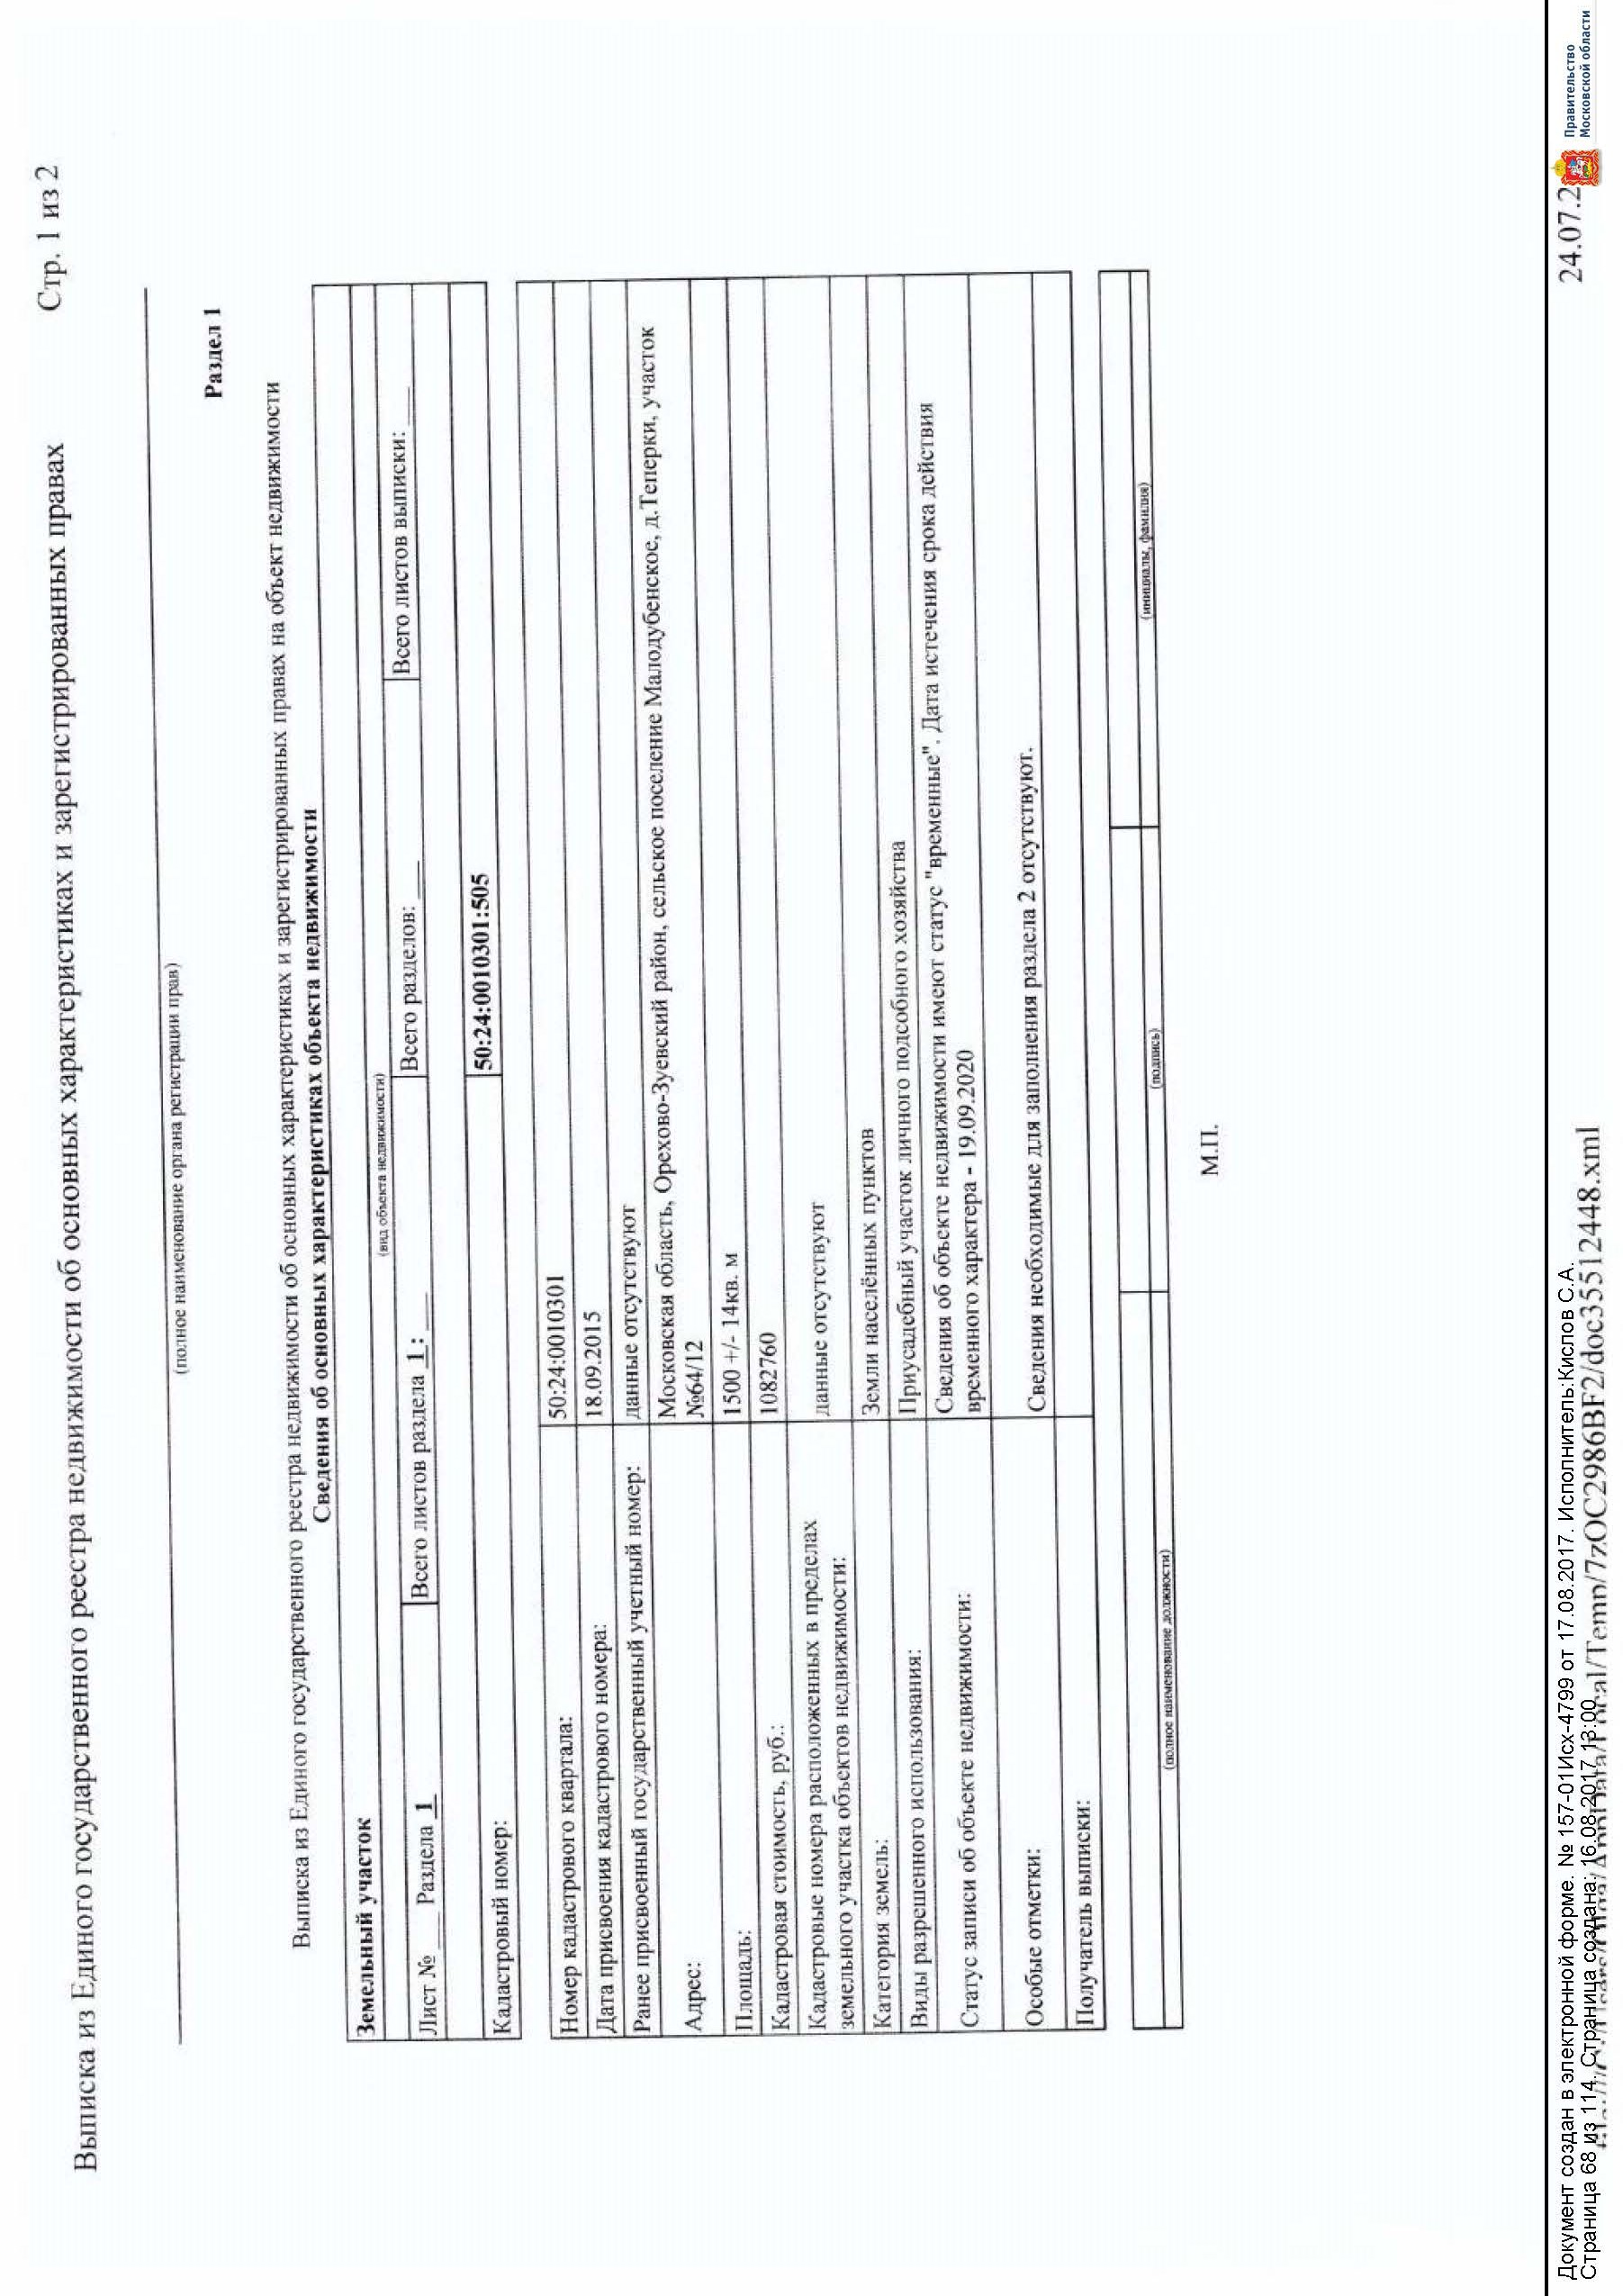 Выписка из Единого государственного реестра недвижимости об основных характеристиках и зарегистрированных правах Стр. 1 из 2
(полное наименование органа регистрации прав)
Раздел 1
Выписка из Единого государственного реестра недвижимости об основных характеристиках и зарегистрированных правах на объект недвижимости
Сведения об основных характеристиках объекта недвижимости
Земельный участок
(вид объекта недвижимости)
Лист № ___ Раздела 1 Всего листов раздела 1 : ___ Всего разделов: ___ Всего листов выписки: ___
Кадастровый номер: 50:24:0010301:505
Номер кадастрового квартала: 50:24:0010301
Дата присвоения кадастрового номера: 18.09.2015
Ранее присвоенный государственный учетный номер: данные отсутствуют
Адрес: Московская область, Орехово-Зуевский район, сельское поселение Малодубенское, д.Теперки, участок
№64/12
Площадь: 1500 +/- 14кв. м
Кадастровая стоимость, руб.: 1082760
Кадастровые номера расположенных в пределах
земельного участка объектов недвижимости: данные отсутствуют
Категория земель: Земли населённых пунктов
Виды разрешенного использования: Приусадебный участок личного подсобного хозяйства
Статус записи об объекте недвижимости: Сведения об объекте недвижимости имеют статус "временные". Дата истечения срока действия
временного характера - 19.09.2020
Особые отметки: Сведения необходимые для заполнения раздела 2 отсутствуют.
Получатель выписки:
(полное наименование должности) (подпись) (инициалы, фамилия)
М.П.
Документ создан в электронной форме. № 157-01Исх-4799 от 17.08.2017. Исполнитель:Кислов С.А.
Страница 68 из 114. Страница создана: 16.08.2017 13:00
Правительство
Московской области
24.07.2
/Temp/7zOC2986BF2/doc35512448.xml